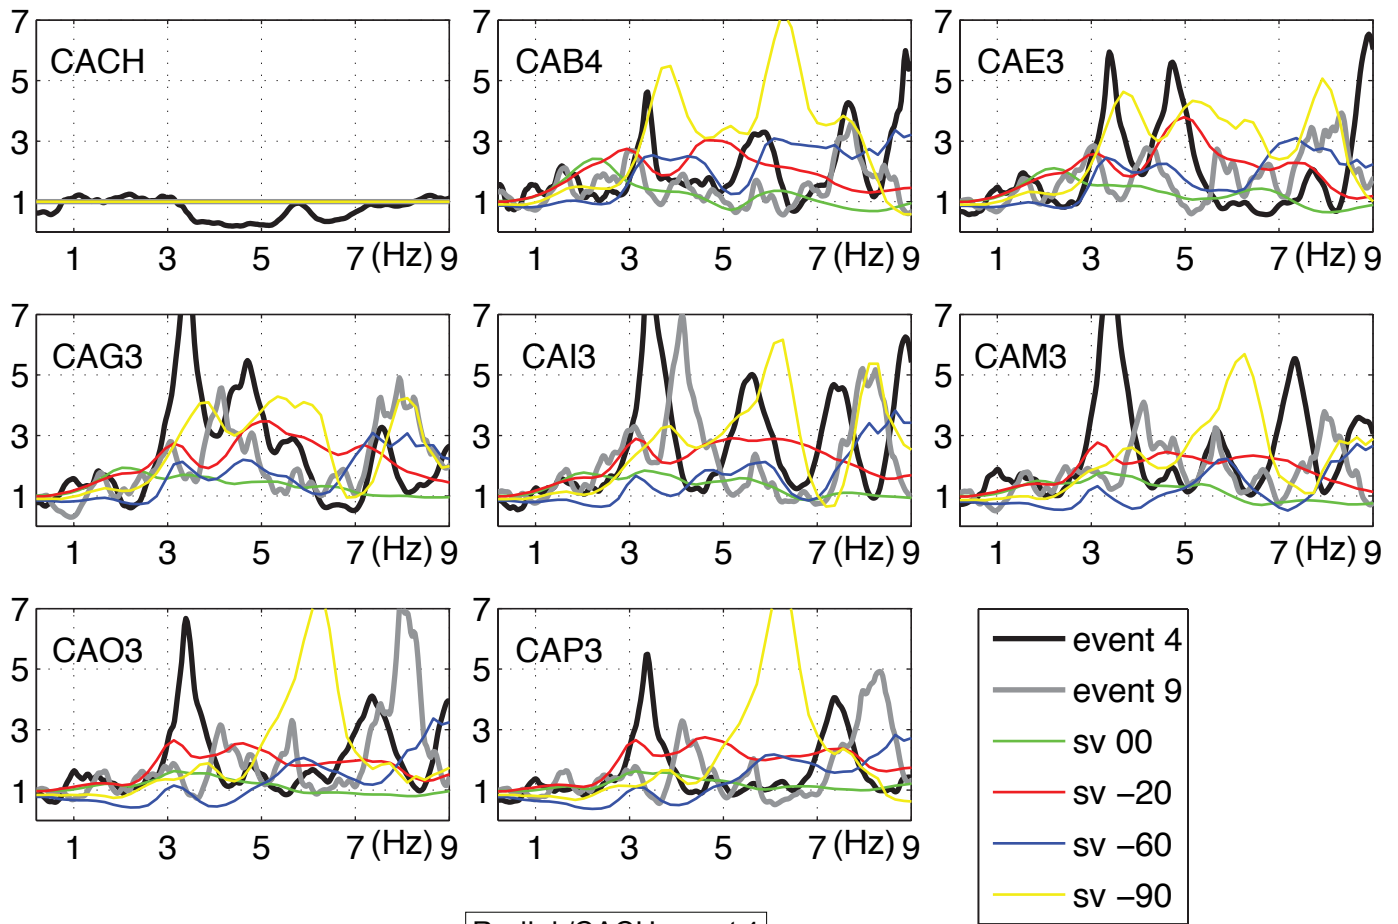 7
5
3
1
CACH
1 3 5 7 (Hz) 9
7
5
3
1
CAB4
1 3 5 7 (Hz) 9
7
5
3
1
CAE3
1 3 5 7 (Hz) 9
7
5
3
1
CAG3
1 3 5 7 (Hz) 9
7
5
3
1
CAI3
1 3 5 7 (Hz) 9
7
5
3
1
CAM3
1 3 5 7 (Hz) 9
7
5
3
1
CAO3
1 3 5 7 (Hz) 9
7
5
3
1
CAP3
1 3 5 7 (Hz) 9
event 4
event 9
sv 00
sv −20
sv −60
sv −90